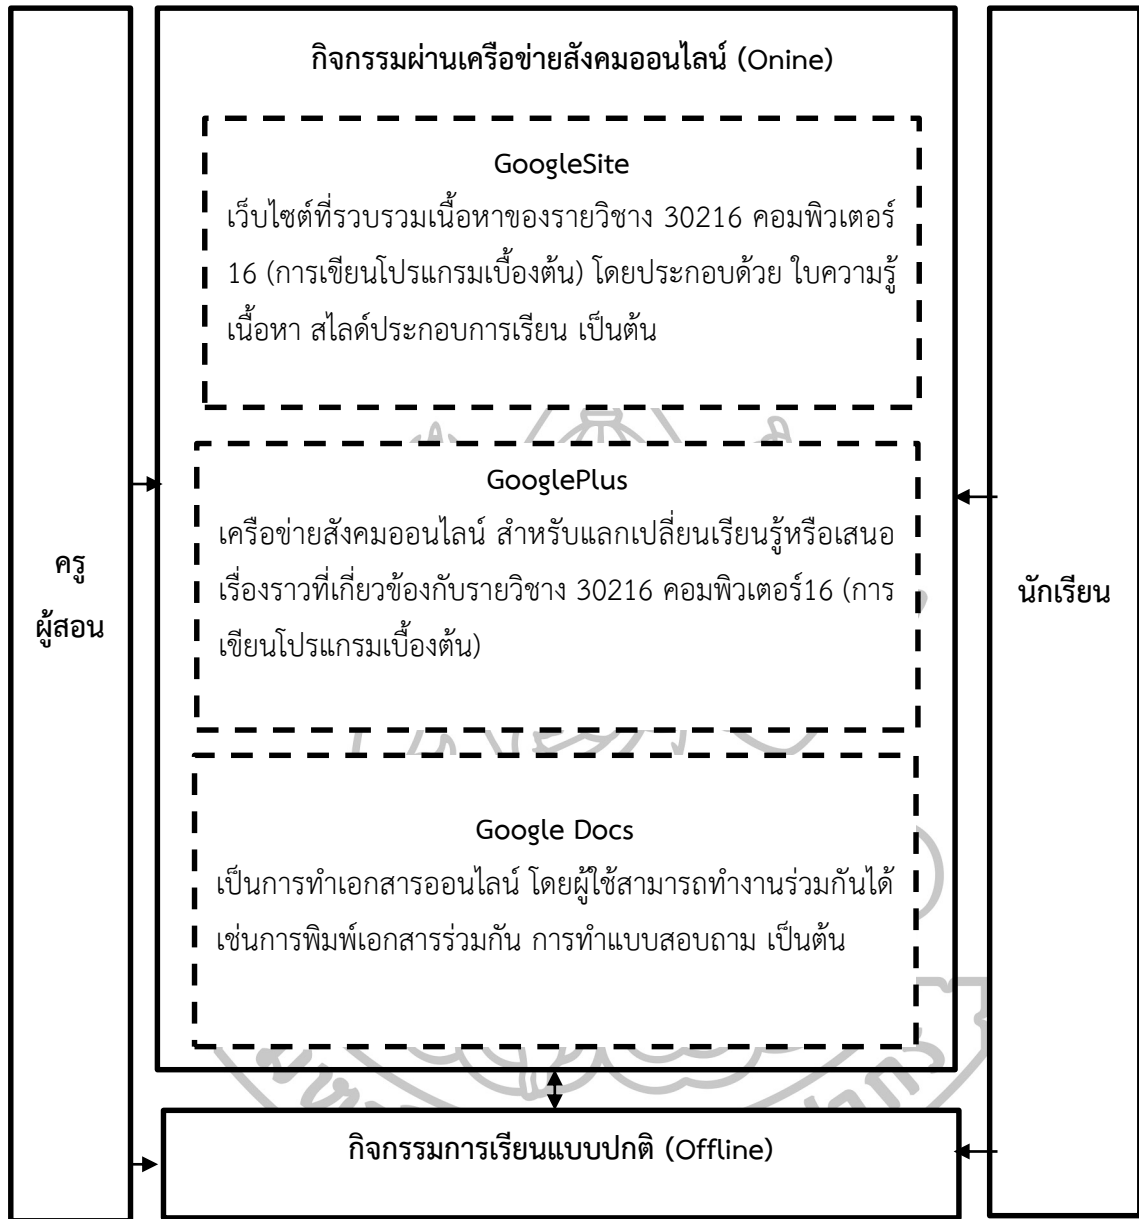 กิจกรรมผ่านเครือข่ายสังคมออนไลน์ (Onine)
GoogleSite
เว็บไซต์ที่รวบรวมเนื้อหาของรายวิชาง 30216 คอมพิวเตอร์
16 (การเขียนโปรแกรมเบื้องต้น) โดยประกอบด้วย ใบความรู้
เนื้อหา สไลด์ประกอบการเรียน เป็นต้น
GooglePlus
เครือข่ายสังคมออนไลน์ สำหรับแลกเปลี่ยนเรียนรู้หรือเสนอ
เรื่องราวที่เกี่ยวข้องกับรายวิชาง 30216 คอมพิวเตอร์16 (การ
เขียนโปรแกรมเบื้องต้น)
ครู
ผู้สอน
นักเรียน
Google Docs
เป็นการทำเอกสารออนไลน์ โดยผู้ใช้สามารถทำงานร่วมกันได้
เช่นการพิมพ์เอกสารร่วมกัน การทำแบบสอบถาม เป็นต้น
กิจกรรมการเรียนแบบปกติ (Offline)